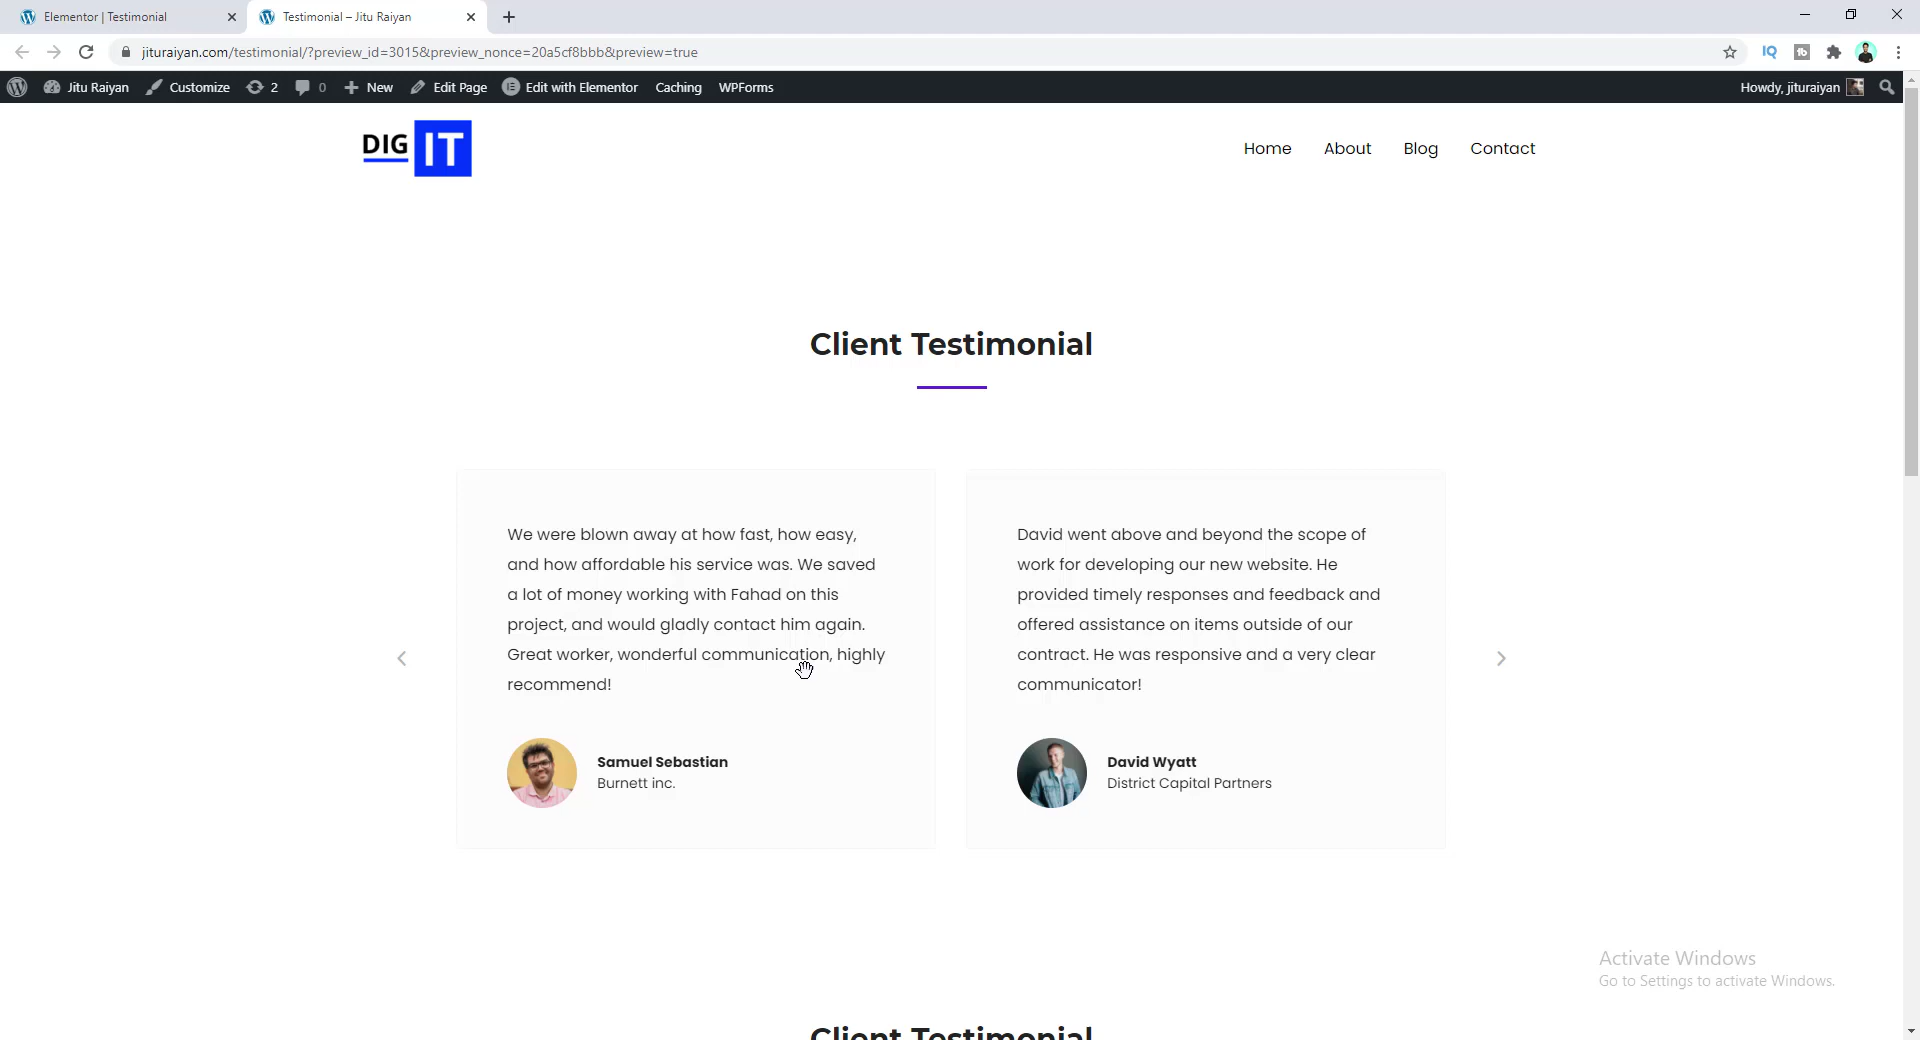 Elementor | Testimonial
Testimonial – Jitu Raiyan
jituraiyan.com/testimonial/?preview_id=3015&preview_nonce=20a5cf8bbb&preview=true
IQ
Jitu Raiyan Customize 2 0 New Edit Page Edit with Elementor Caching WPForms
Howdy, jituraiyan
DIG IT
Home About Blog Contact
Client Testimonial
We were blown away at how fast, how easy,
and how affordable his service was. We saved
a lot of money working with Fahad on this
project, and would gladly contact him again.
Great worker, wonderful communication, highly
recommend!
Samuel Sebastian
Burnett inc.
David went above and beyond the scope of
work for developing our new website. He
provided timely responses and feedback and
offered assistance on items outside of our
contract. He was responsive and a very clear
communicator!
David Wyatt
District Capital Partners
Activate Windows
Go to Settings to activate Windows.
Client Testimonial